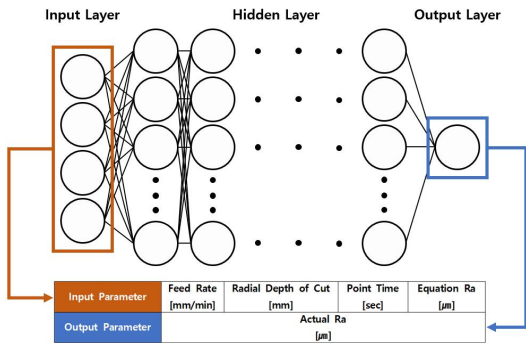 Input Layer
Hidden Layer
Output Layer
Input Parameter
Feed Rate
[mm/min]
Radial Depth of Cut
[mm]
Point Time
[sec]
Equation Ra
[㎛]
Output Parameter
Actual Ra
[㎛]